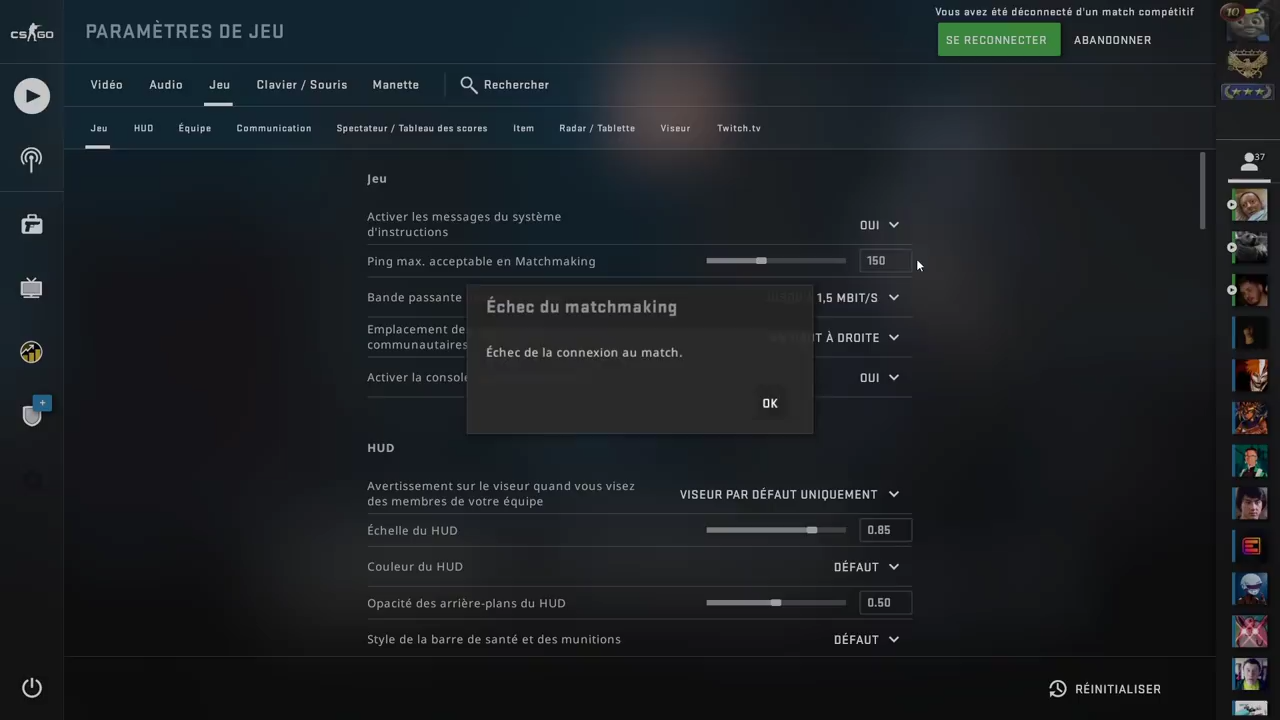 CS GO
PARAMÈTRES DE JEU
Vous avez été déconnecté d'un match compétitif
SE RECONNECTER
ABANDONNER
10
Vidéo
Audio
Jeu
Clavier / Souris
Manette
Rechercher
Jeu
HUD
Équipe
Communication
Spectateur / Tableau des scores
Item
Radar / Tablette
Viseur
Twitch.tv
37
Jeu
Activer les messages du système
d'instructions
OUI
Ping max. acceptable en Matchmaking
150
Bande passante
1,5 MBIT/S
Emplacement de
communautaires
À DROITE
Activer la console
OUI
Échec du matchmaking
Échec de la connexion au match.
OK
+
HUD
Avertissement sur le viseur quand vous visez
des membres de votre équipe
VISEUR PAR DÉFAUT UNIQUEMENT
Échelle du HUD
0.85
Couleur du HUD
DÉFAUT
Opacité des arrière-plans du HUD
0.50
Style de la barre de santé et des munitions
DÉFAUT
RÉINITIALISER